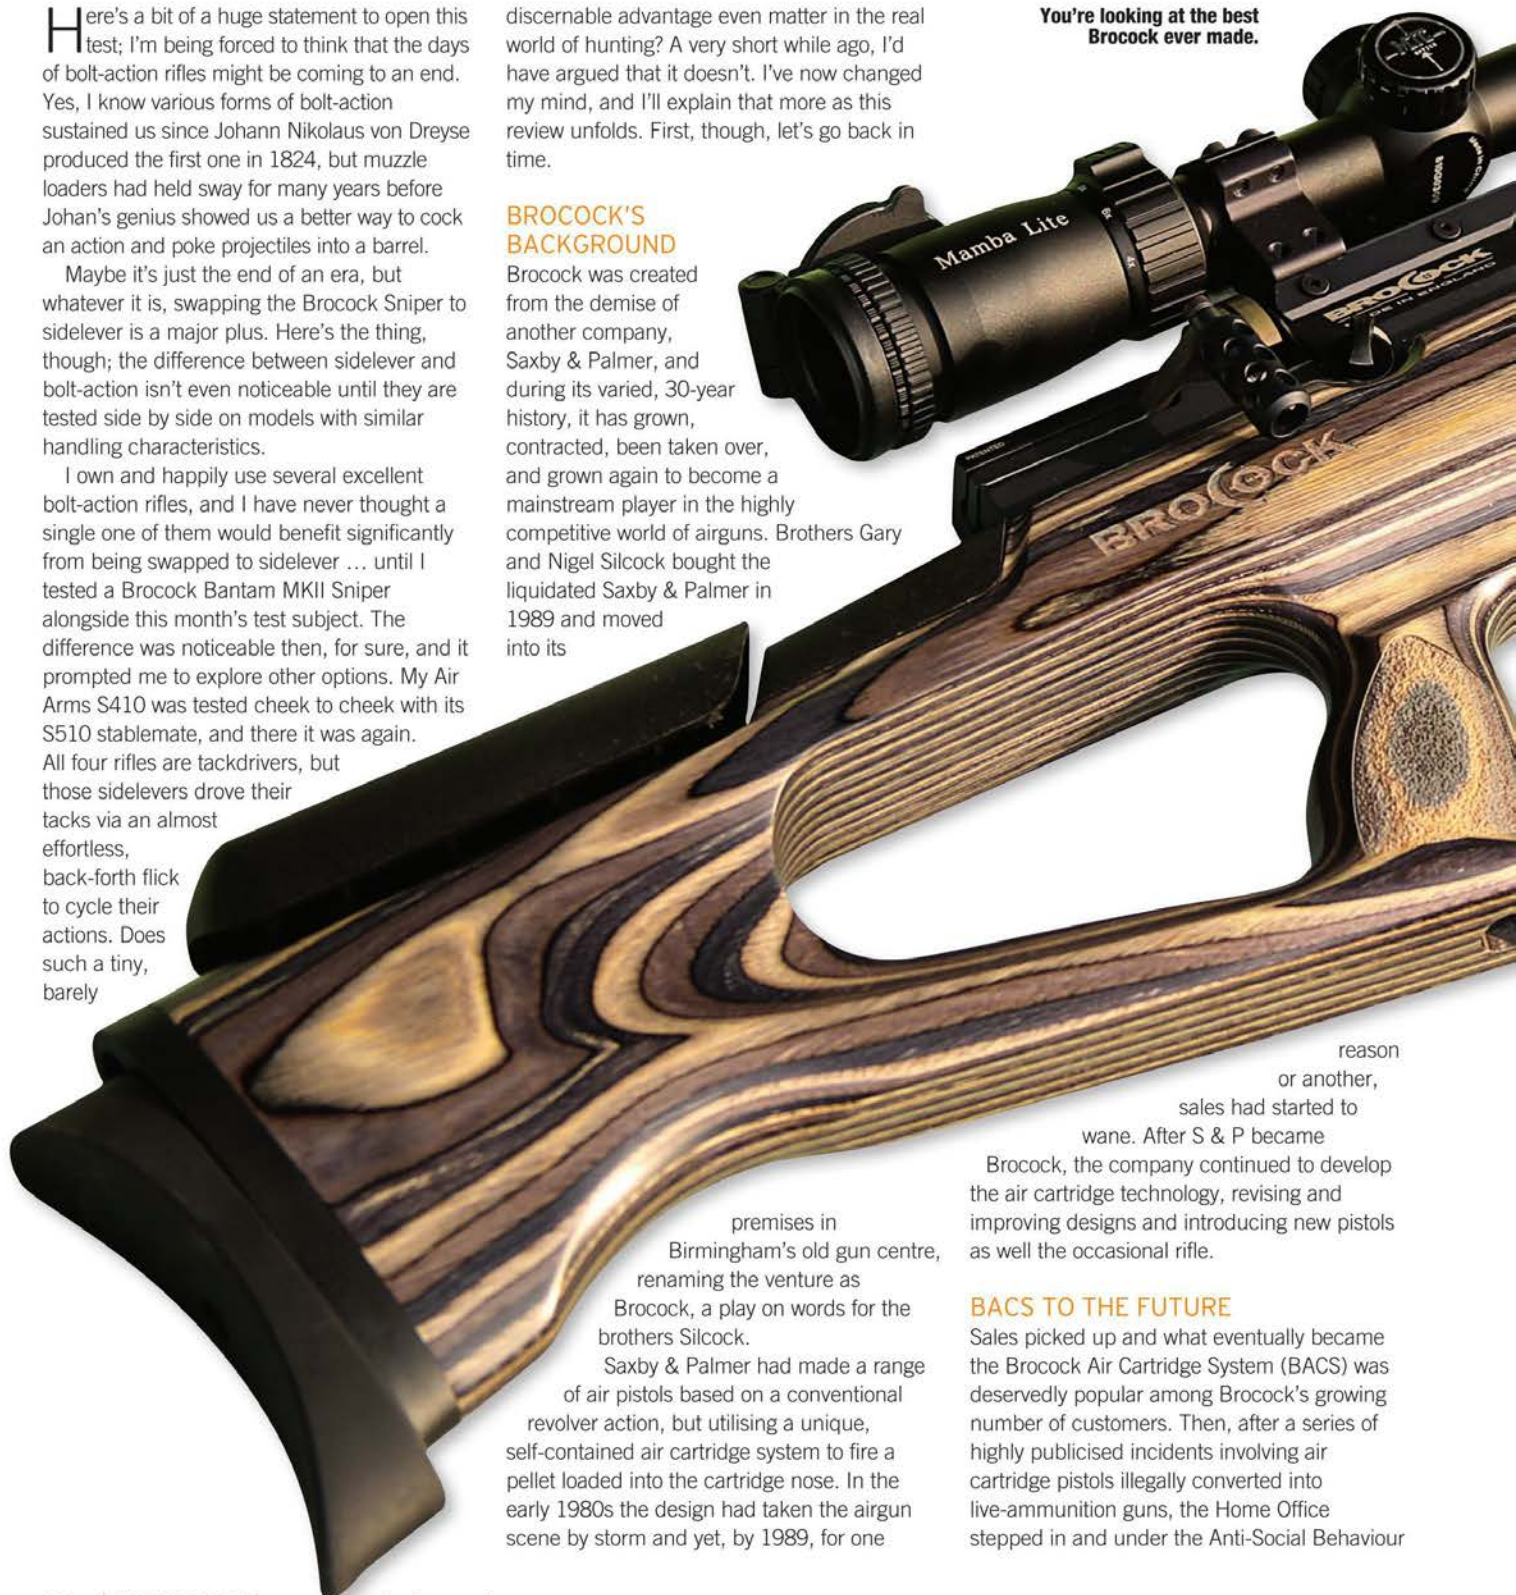 Here's a bit of a huge statement to open this
test; I'm being forced to think that the days
of bolt-action rifles might be coming to an end.
Yes, I know various forms of bolt-action
sustained us since Johann Nikolaus von Dreyse
produced the first one in 1824, but muzzle
loaders had held sway for many years before
Johan's genius showed us a better way to cock
an action and poke projectiles into a barrel.
Maybe it's just the end of an era, but
whatever it is, swapping the Brocock Sniper to
sidelever is a major plus. Here's the thing,
though; the difference between sidelever and
bolt-action isn't even noticeable until they are
tested side by side on models with similar
handling characteristics.
I own and happily use several excellent
bolt-action rifles, and I have never thought a
single one of them would benefit significantly
from being swapped to sidelever ... until I
tested a Brocock Bantam MKII Sniper
alongside this month's test subject. The
difference was noticeable then, for sure, and it
prompted me to explore other options. My Air
Arms S410 was tested cheek to cheek with its
S510 stablemate, and there it was again.
All four rifles are tackdrivers, but
those sidelevers drove their
tacks via an almost
effortless,
back-forth flick
to cycle their
actions. Does
such a tiny,
barely
discernable advantage even matter in the real
world of hunting? A very short while ago, I'd
have argued that it doesn't. I've now changed
my mind, and I'll explain that more as this
review unfolds. First, though, let's go back in
time.
BROCOCK'S
BACKGROUND
Brocock was created
from the demise of
another company,
Saxby & Palmer, and
during its varied, 30-year
history, it has grown,
contracted, been taken over,
and grown again to become a
mainstream player in the highly
competitive world of airguns. Brothers Gary
and Nigel Silcock bought the
liquidated Saxby & Palmer in
1989 and moved
into its
premises in
Birmingham's old gun centre,
renaming the venture as
Brocock, a play on words for the
brothers Silcock.
Saxby & Palmer had made a range
of air pistols based on a conventional
revolver action, but utilising a unique,
self-contained air cartridge system to fire a
pellet loaded into the cartridge nose. In the
early 1980s the design had taken the airgun
scene by storm and yet, by 1989, for one
reason
or another,
sales had started to
wane. After S & P became
Brocock, the company continued to develop
the air cartridge technology, revising and
improving designs and introducing new pistols
as well the occasional rifle.
BACS TO THE FUTURE
Sales picked up and what eventually became
the Brocock Air Cartridge System (BACS) was
deservedly popular among Brocock's growing
number of customers. Then, after a series of
highly publicised incidents involving air
cartridge pistols illegally converted into
live-ammunition guns, the Home Office
stepped in and under the Anti-Social Behaviour
You're looking at the best
Brocock ever made.
Mamba Lite
6x
4x
BROCOCK
MADE IN ENGLAND
PATENTED
BROCOCK